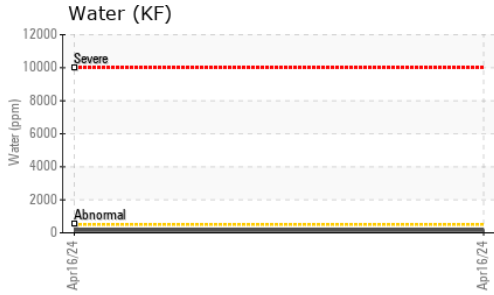 Water (KF)
12000
Severe
10000
8000
Water (ppm)
6000
4000
2000
Abnormal
0
Apr16/24
Apr16/24